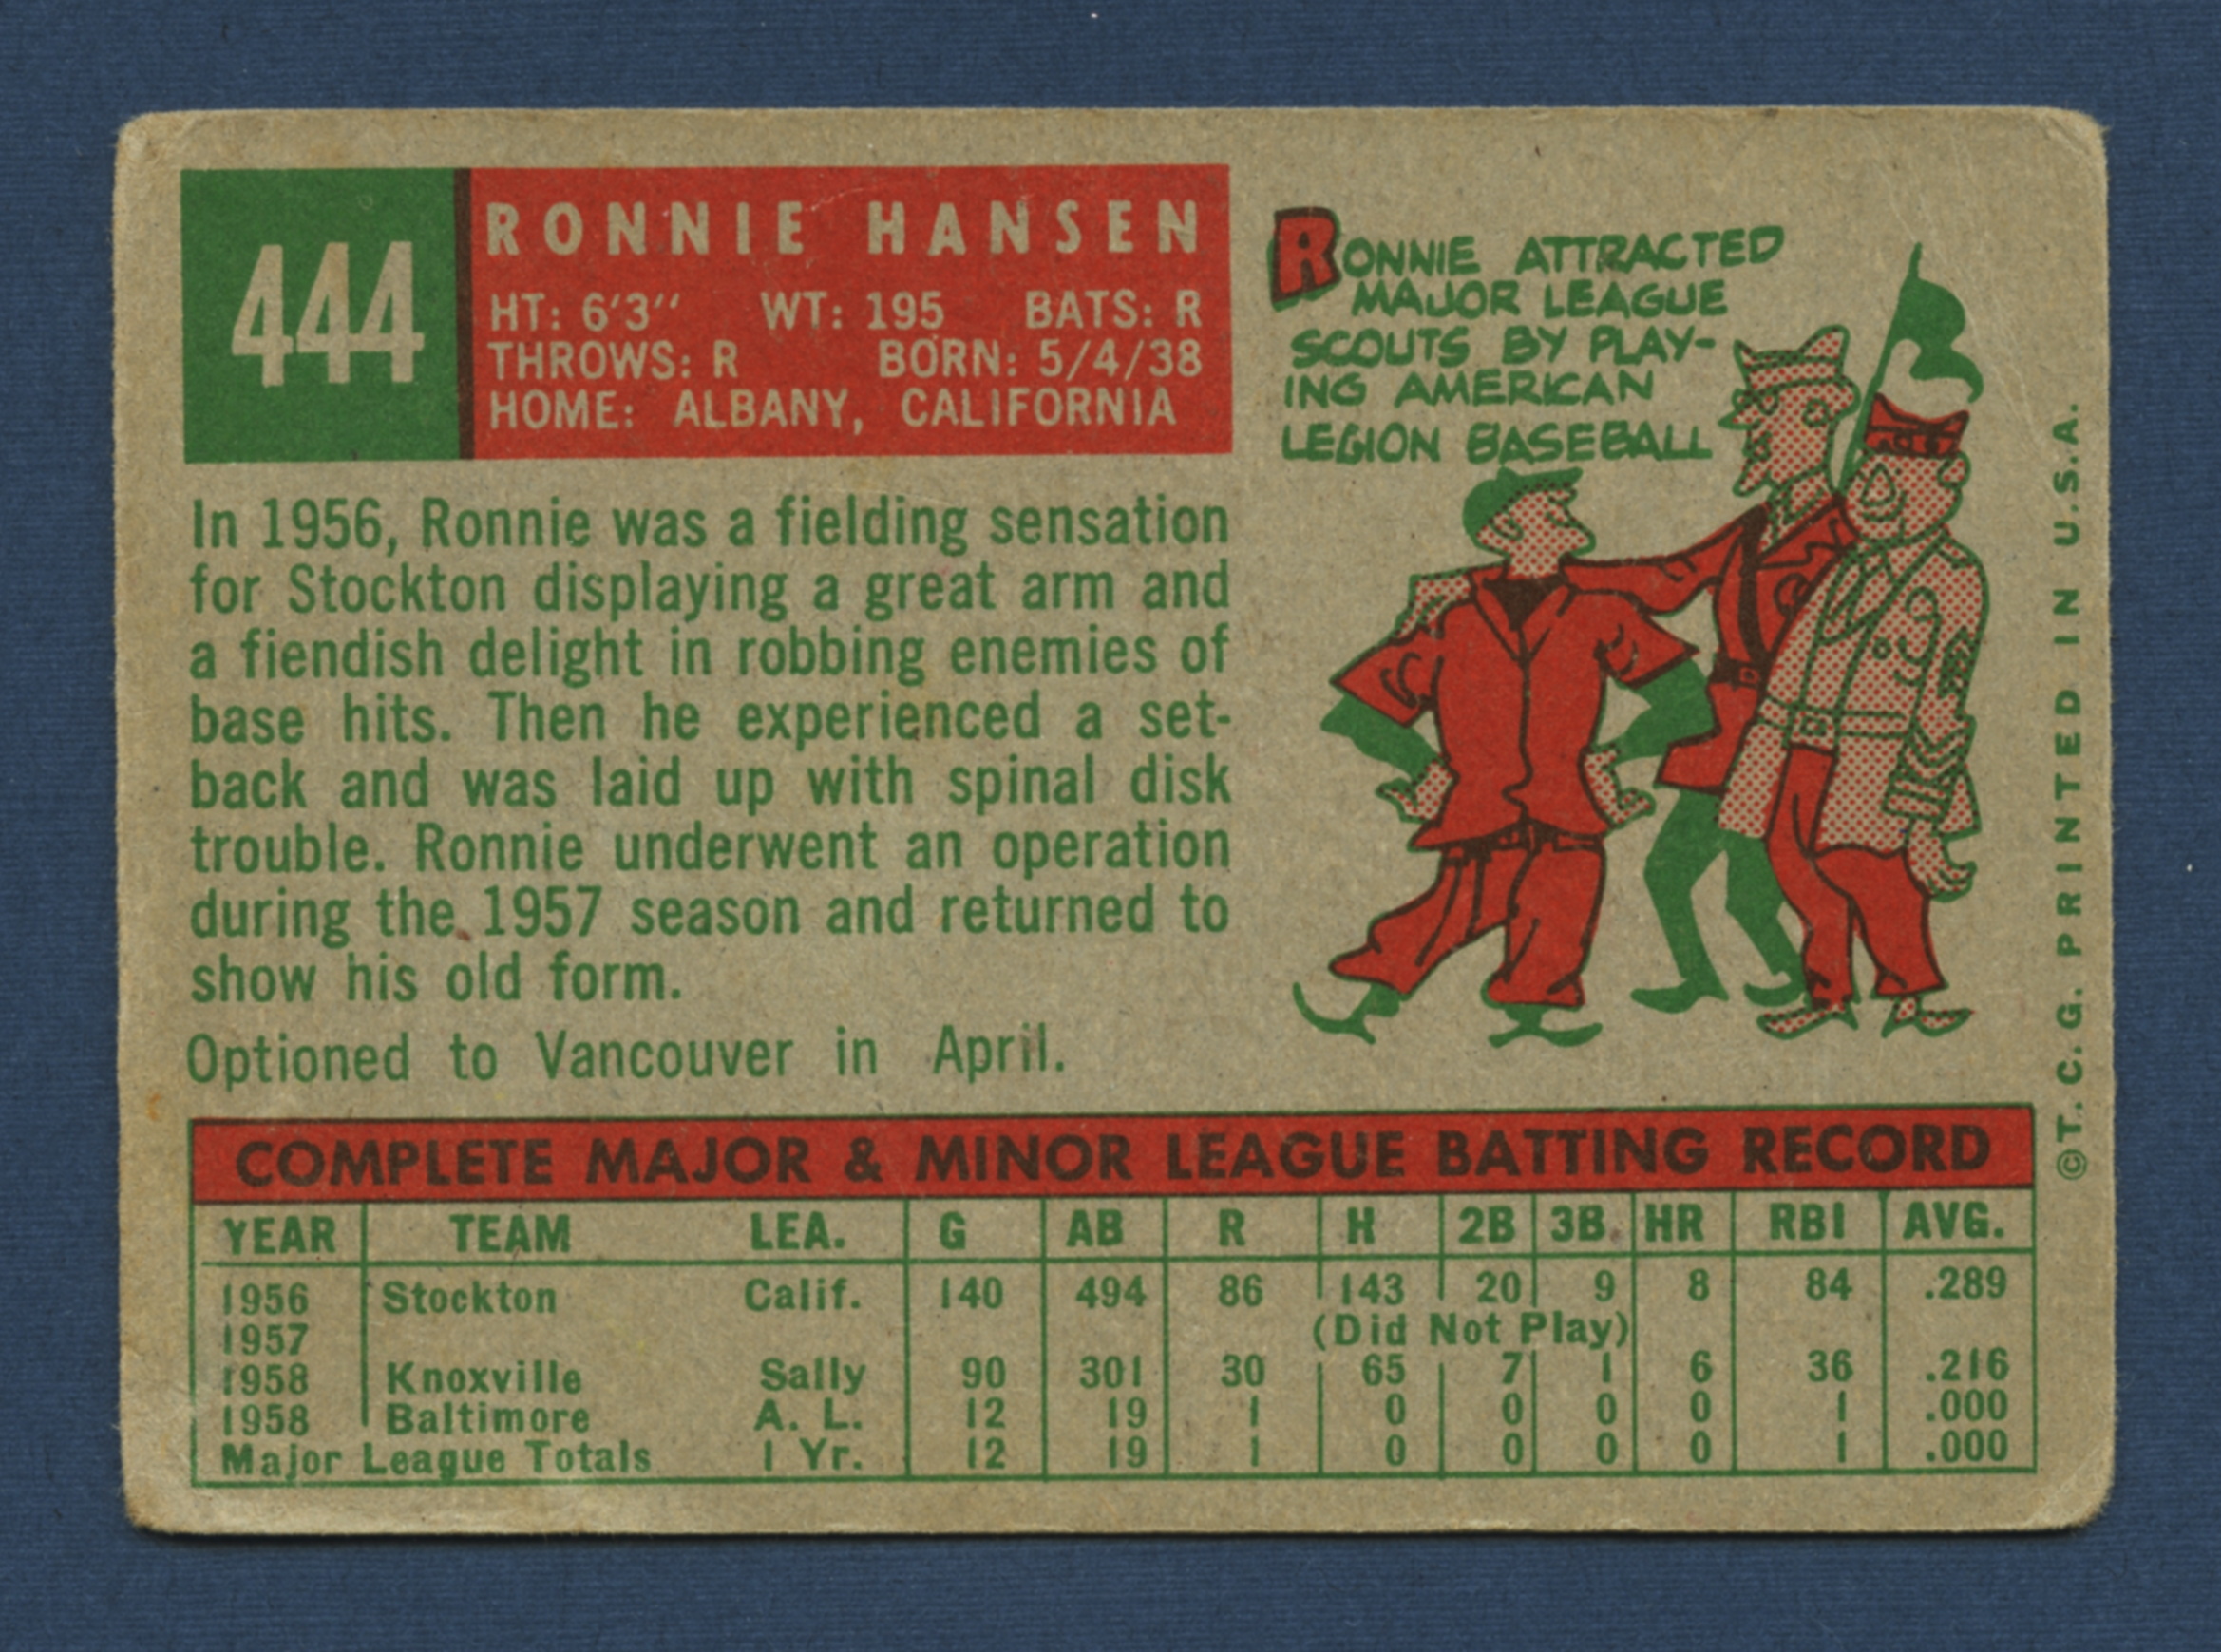 444
RONNIE HANSEN
HT: 6'3" WT: 195 BATS: R
THROWS: R BORN: 5/4/38
HOME: ALBANY, CALIFORNIA
RONNIE ATTRACTED
MAJOR LEAGUE
SCOUTS BY PLAY-
ING AMERICAN
LEGION BASEBALL
In 1956, Ronnie was a fielding sensation
for Stockton displaying a great arm and
a fiendish delight in robbing enemies of
base hits. Then he experienced a set-
back and was laid up with spinal disk
trouble. Ronnie underwent an operation
during the 1957 season and returned to
show his old form.
Optioned to Vancouver in April.
COMPLETE MAJOR & MINOR LEAGUE BATTING RECORD
YEAR TEAM LEA. G AB R H 2B 3B HR RBI AVG.
1956 Stockton Calif. 140 494 86 143 20 9 8 84 .289
1957 (Did Not Play)
1958 Knoxville Sally 90 301 30 65 7 1 6 36 .216
1958 Baltimore A. L. 12 19 1 0 0 0 0 1 .000
Major League Totals 1 Yr. 12 19 1 0 0 0 0 1 .000
©T. C. G. PRINTED IN U.S.A.